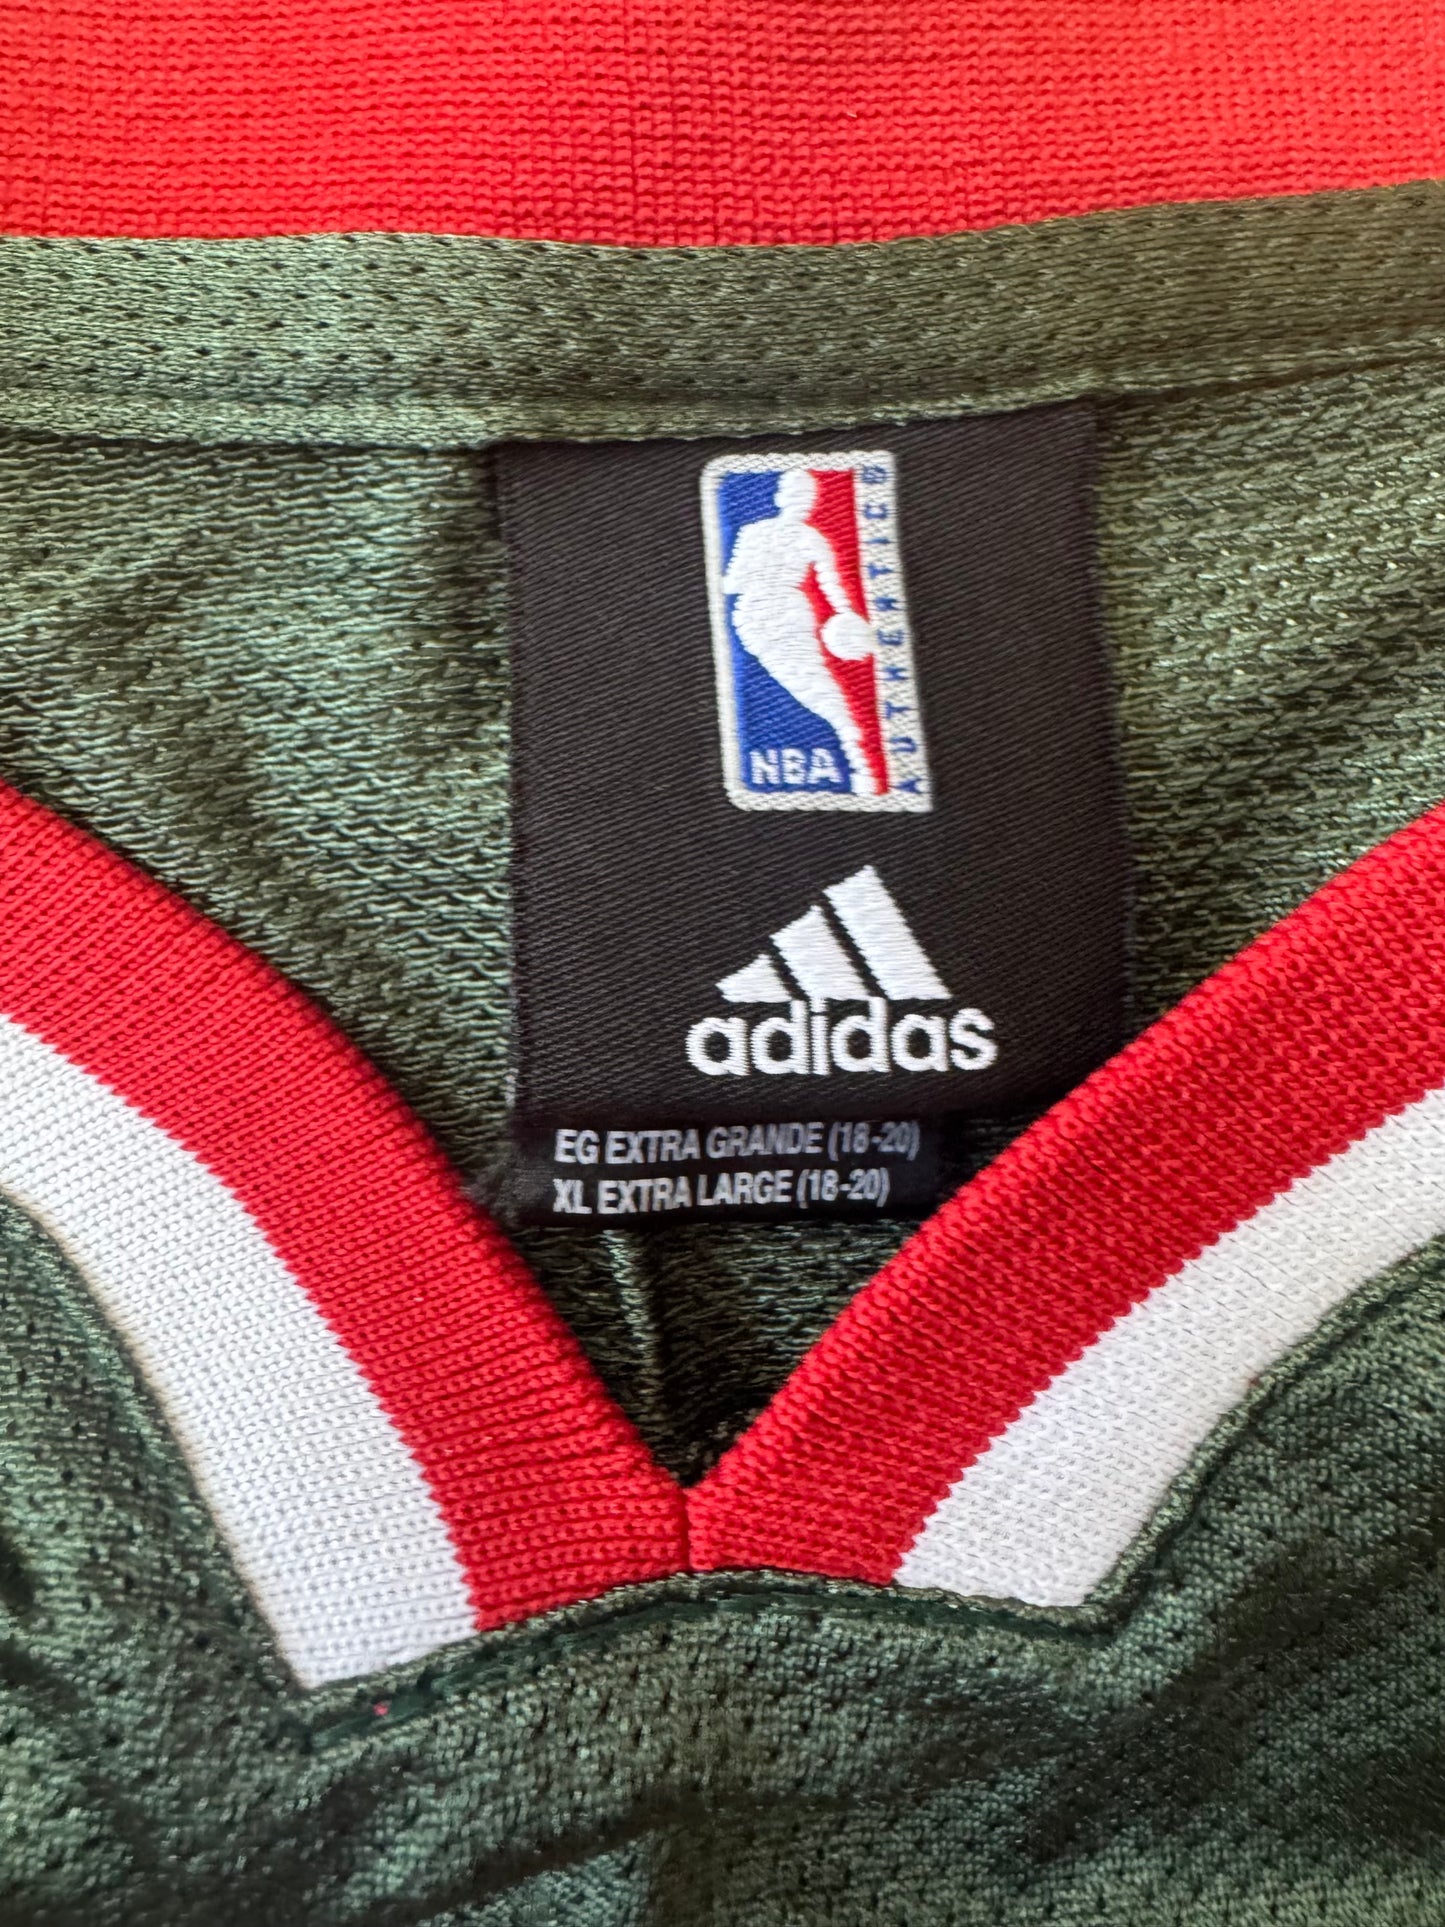 NBA
AUTHENTICS
adidas
EG EXTRA GRANDE (18-20)
XL EXTRA LARGE (18-20)